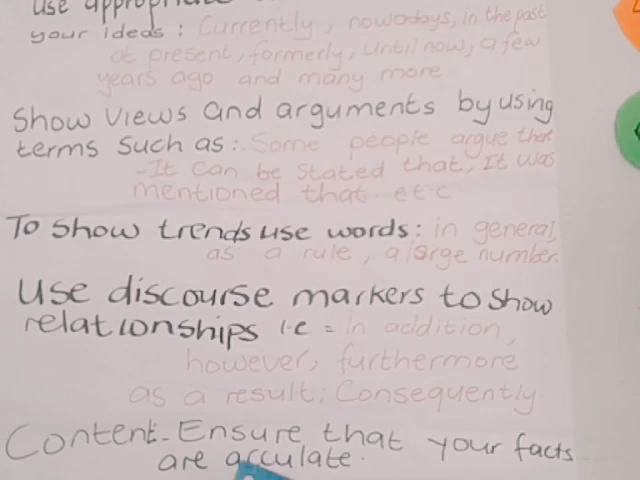 use appropri
your ideas: Currently, nowadays, in the past
at present, formerly, until now, a few
years ago and many more.
Show views and arguments by using
terms such as: Some people argue that
-It can be stated that, It was
mentioned that. etc
To show trends use words: in general,
as a rule, a large number.
Use discourse markers to show
relationships i.e = In addition,
however, furthermore
as a result; Consequently.
Content-Ensure that your facts
are acculate.